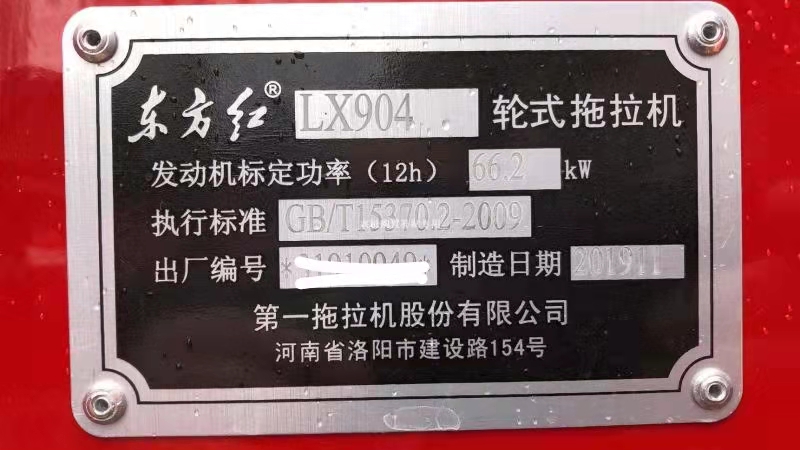 东方红® LX904 轮式拖拉机
发动机标定功率（12h） 66.2 kW
执行标准 GB/T15370.2-2009
出厂编号 制造日期 201911
第一拖拉机股份有限公司
河南省洛阳市建设路154号